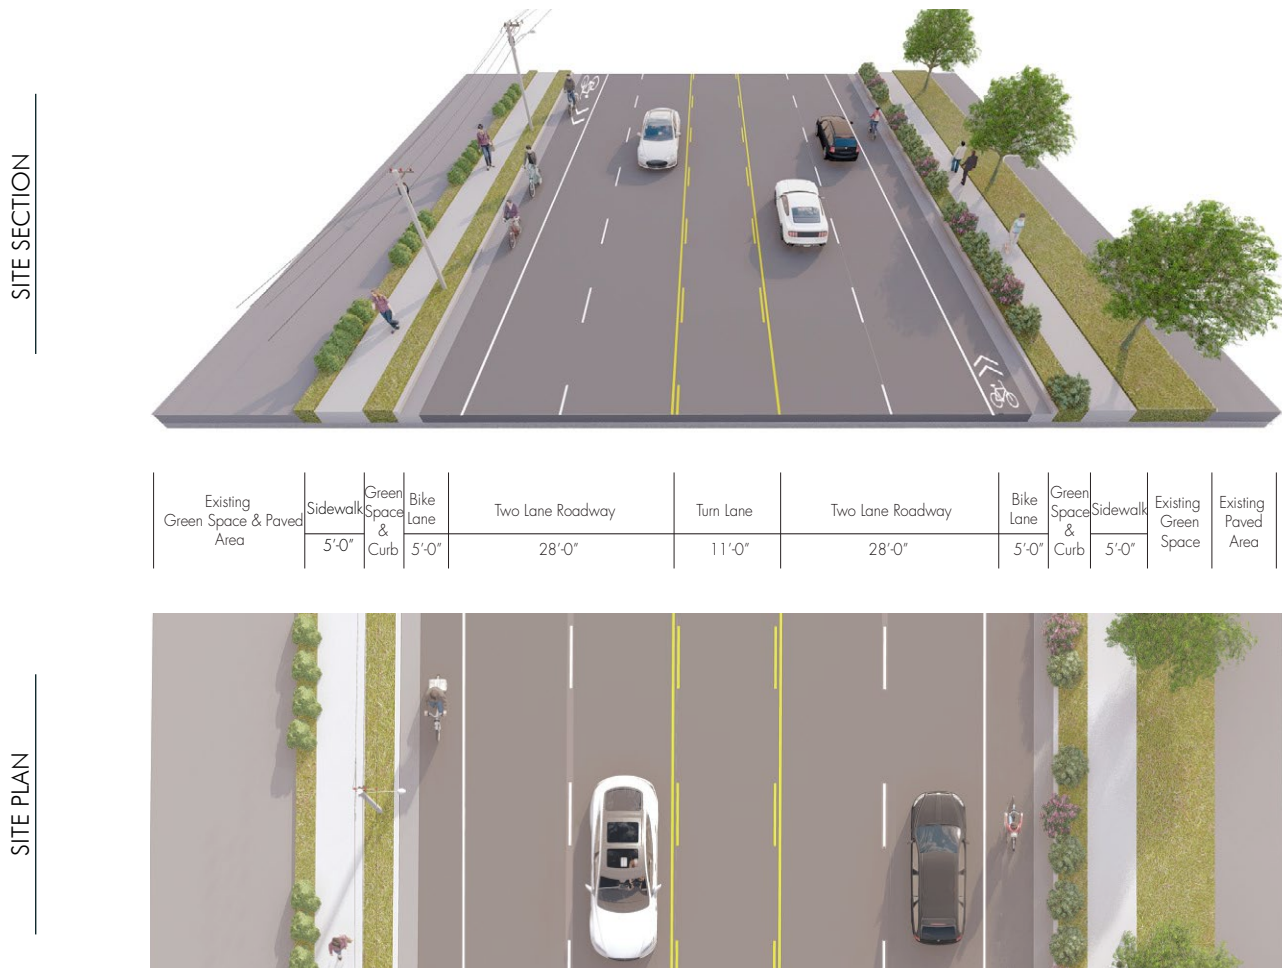 SITE SECTION
Existing
Green Space & Paved
Area
Sidewalk
5'-0"
Green
Space
&
Curb
Bike
Lane
5'-0"
Two Lane Roadway
28'-0"
Turn Lane
11'-0"
Two Lane Roadway
28'-0"
Bike
Lane
5'-0"
Green
Space
&
Curb
Sidewalk
5'-0"
Existing
Green
Space
Existing
Paved
Area
SITE PLAN